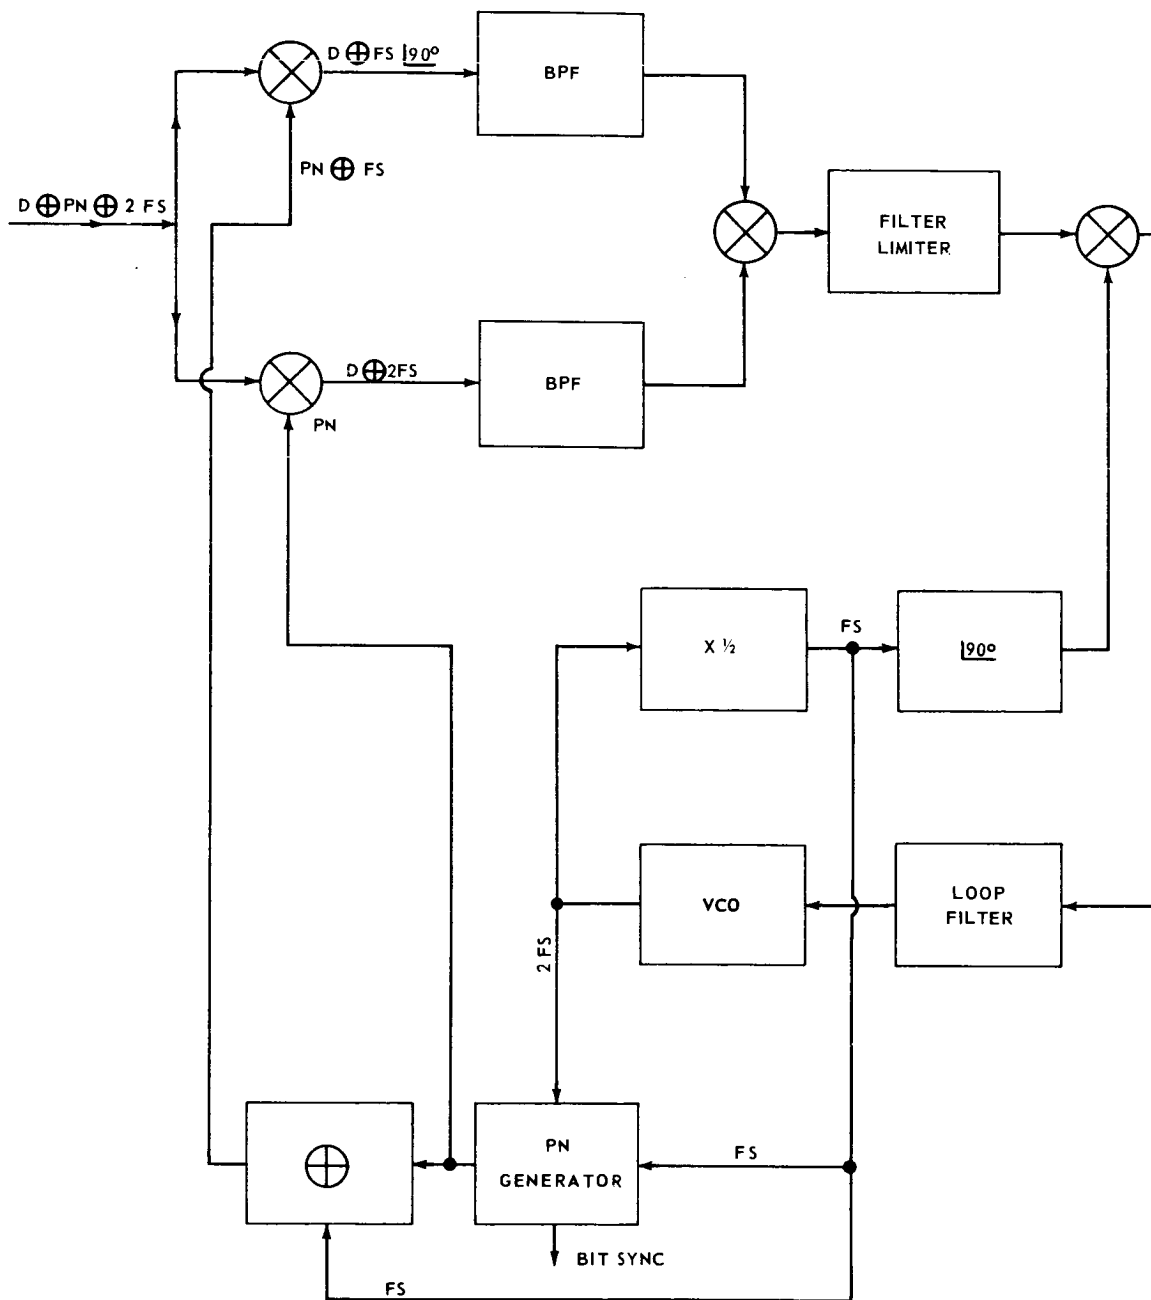 D ⊕ FS |90°
BPF
PN ⊕ FS
D ⊕ PN ⊕ 2 FS
FILTER
LIMITER
D ⊕ 2FS
BPF
PN
X ½
FS
|90°
VCO
LOOP
FILTER
2 FS
⊕
PN
GENERATOR
FS
BIT SYNC
FS